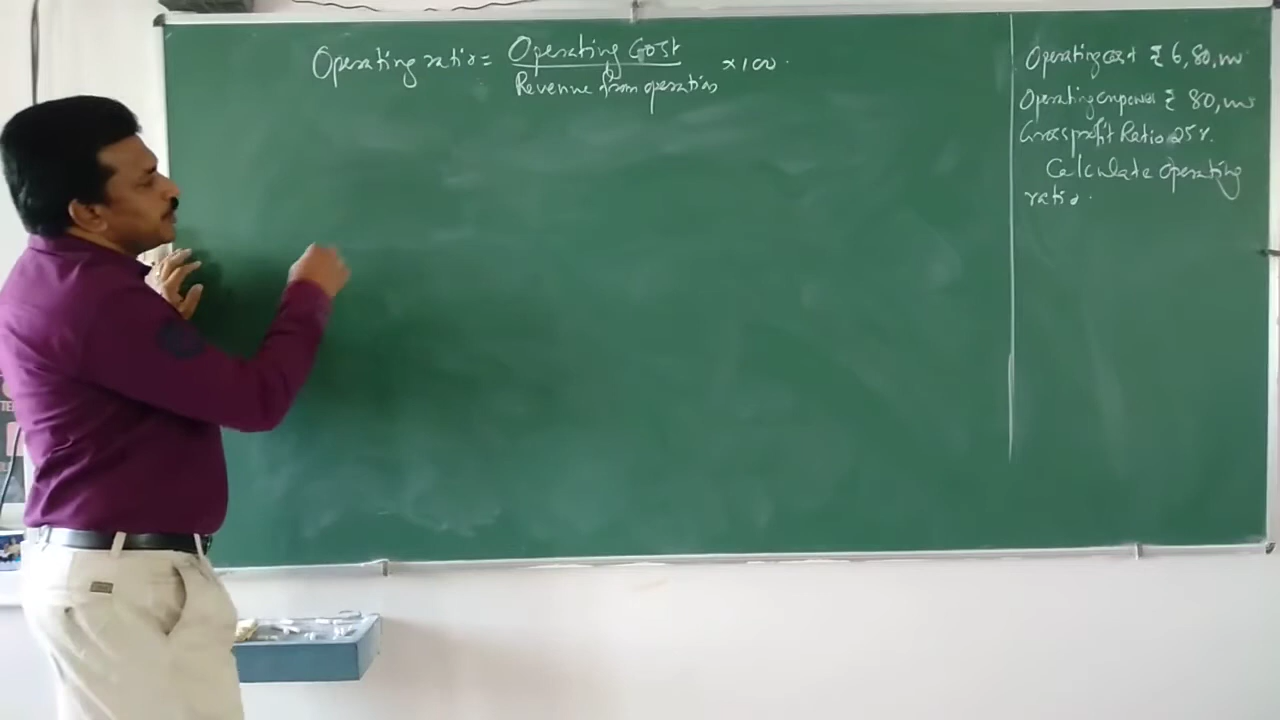 Operating ratio = Operating Cost / Revenue from operations ×100.
Operating cost ₹ 6,80,000
Operating expenses ₹ 80,000
Gross profit Ratio 25%.
Calculate operating
ratio.